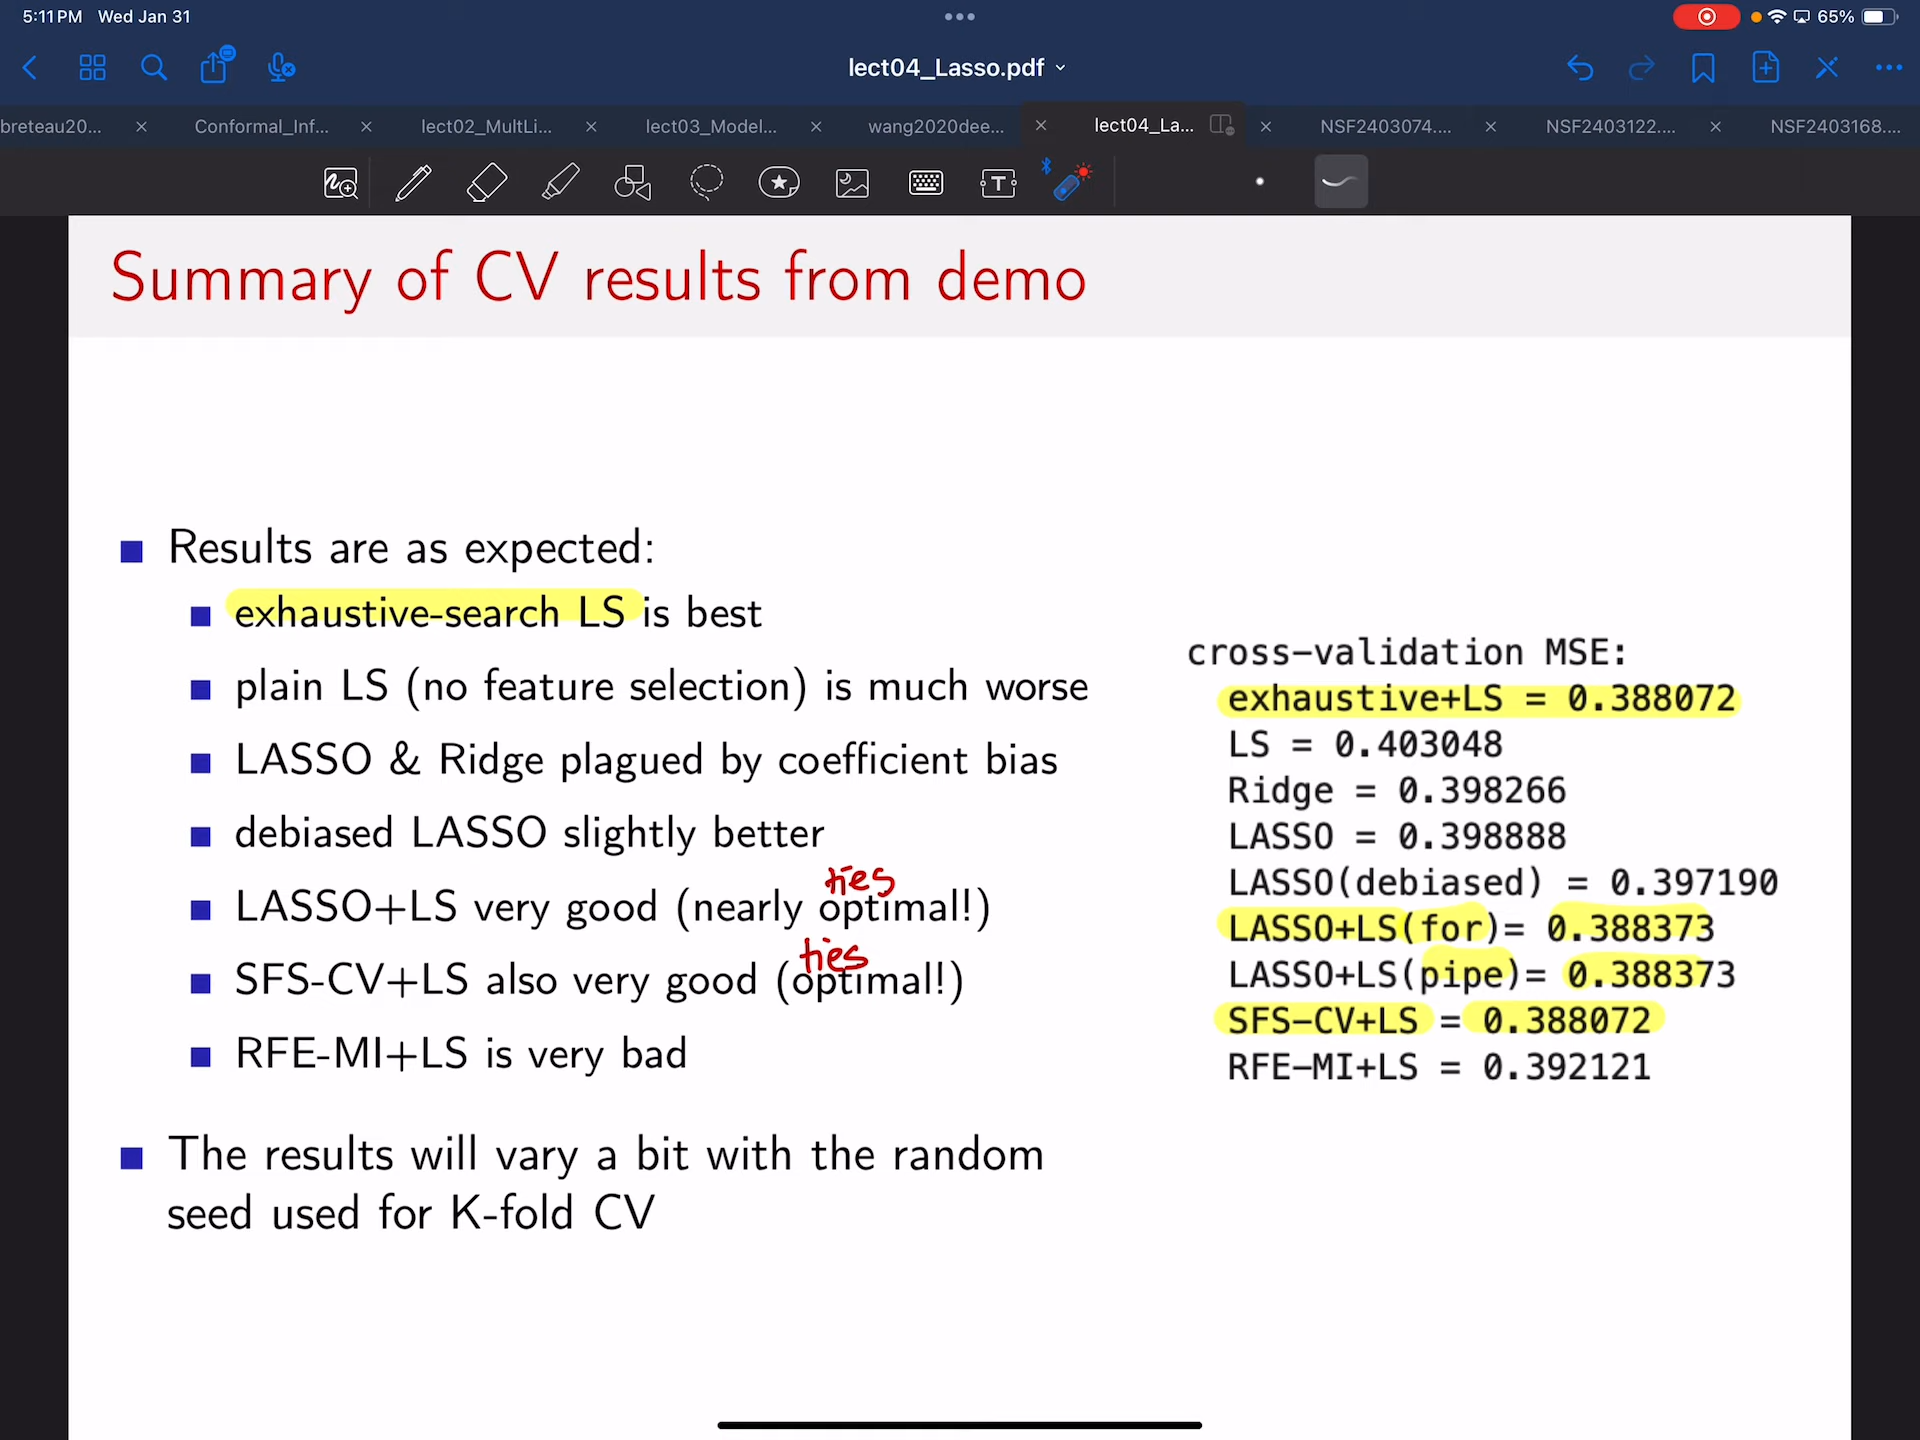 5:11 PM Wed Jan 31
65%
lect04_Lasso.pdf
breteau20...
Conformal_Inf...
lect02_MultLi...
lect03_Model...
wang2020dee...
lect04_La...
NSF2403074....
NSF2403122....
NSF2403168....
Summary of CV results from demo
Results are as expected:
exhaustive-search LS is best
plain LS (no feature selection) is much worse
LASSO & Ridge plagued by coefficient bias
debiased LASSO slightly better
ties
LASSO+LS very good (nearly optimal!)
ties
SFS-CV+LS also very good (optimal!)
RFE-MI+LS is very bad
The results will vary a bit with the random
seed used for K-fold CV
cross-validation MSE:
exhaustive+LS = 0.388072
LS = 0.403048
Ridge = 0.398266
LASSO = 0.398888
LASSO(debiased) = 0.397190
LASSO+LS(for)= 0.388373
LASSO+LS(pipe)= 0.388373
SFS-CV+LS = 0.388072
RFE-MI+LS = 0.392121